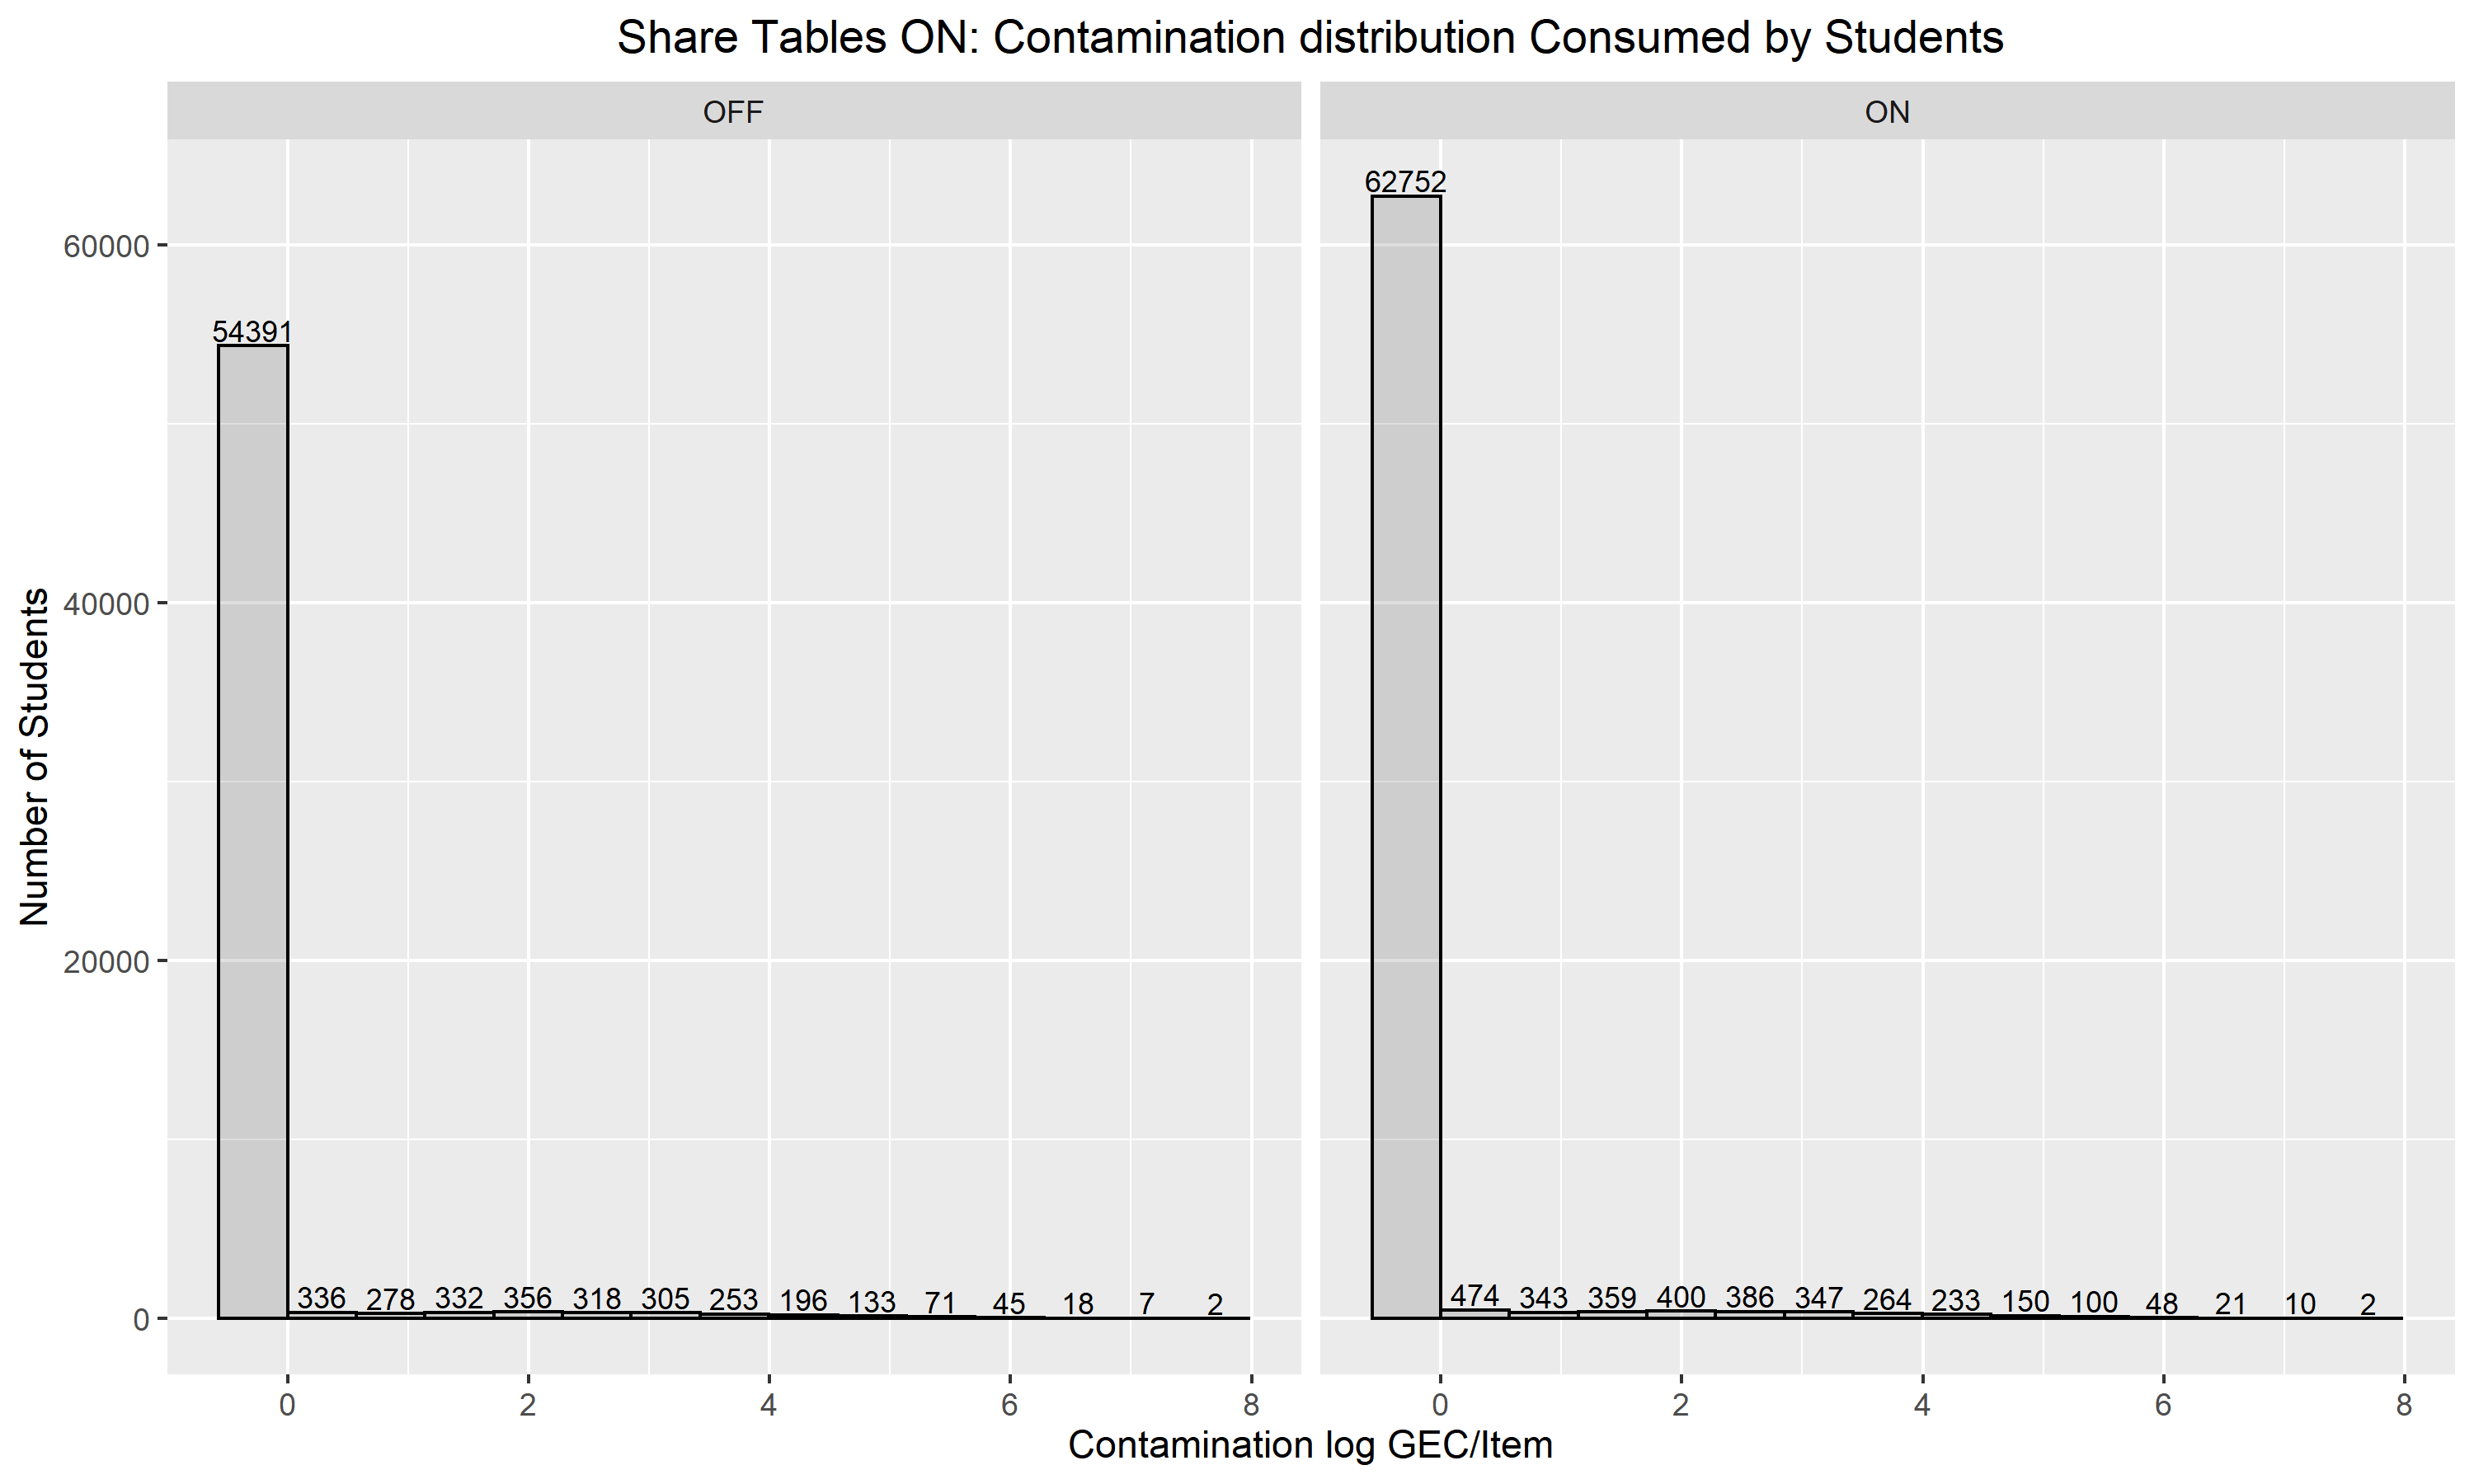 Share Tables ON: Contamination distribution Consumed by Students
OFF
ON
Number of Students
60000
40000
20000
0
54391
336 278 332 356 318 305 253 196 133 71 45 18 7 2
62752
474 343 359 400 386 347 264 233 150 100 48 21 10 2
0 2 4 6 8
0 2 4 6 8
Contamination log GEC/Item